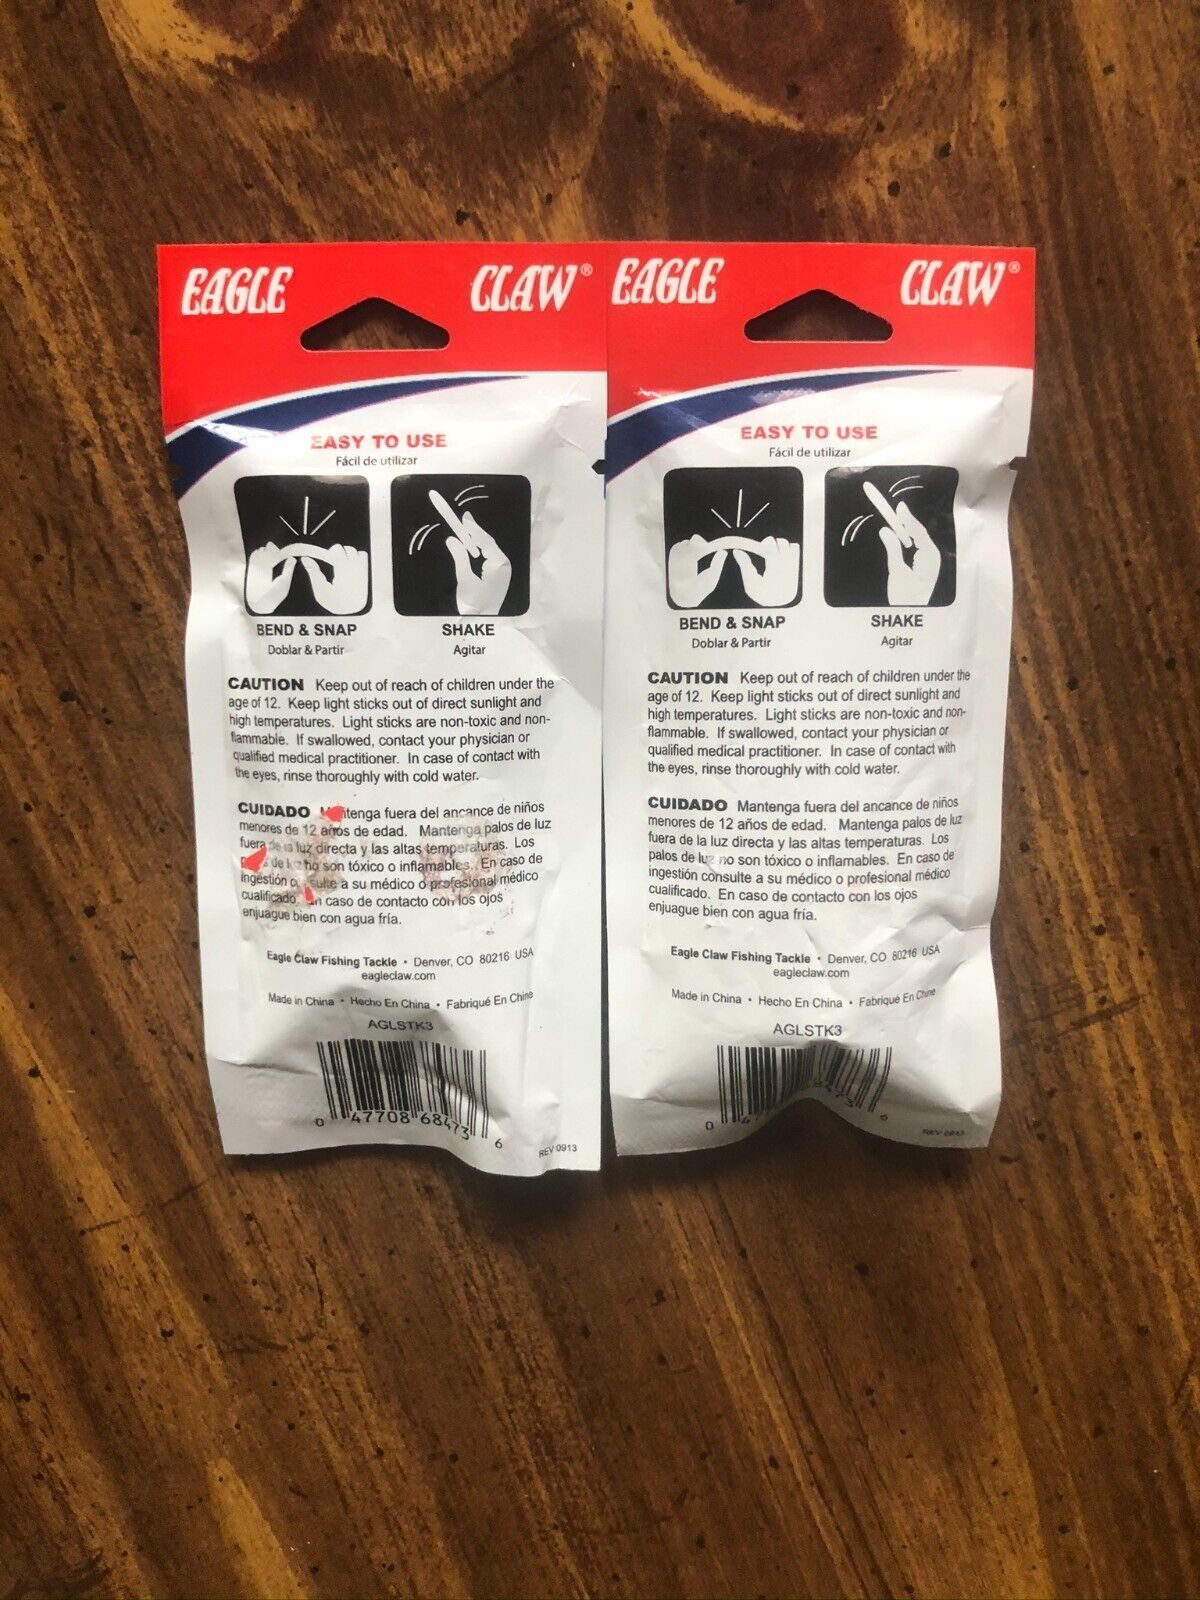 EAGLE CLAW®
EASY TO USE
Fácil de utilizar
BEND & SNAP
Doblar & Partir
SHAKE
Agitar
CAUTION Keep out of reach of children under the
age of 12. Keep light sticks out of direct sunlight and
high temperatures. Light sticks are non-toxic and non-
flammable. If swallowed, contact your physician or
qualified medical practitioner. In case of contact with
the eyes, rinse thoroughly with cold water.
CUIDADO Mantenga fuera del ancance de niños
menores de 12 años de edad. Mantenga palos de luz
fuera de la luz directa y las altas temperaturas. Los
de luz no son tóxico o inflamables. En caso de
ingestión consulte a su médico o profesional médico
cualificado. En caso de contacto con los ojos
enjuague bien con agua fría.
Eagle Claw Fishing Tackle • Denver, CO 80216 USA
eagleclaw.com
Made in China • Hecho En China • Fabriqué En Chine
AGLSTK3
0 47708 68473 6
REV 0913
EAGLE CLAW®
EASY TO USE
Fácil de utilizar
BEND & SNAP
Doblar & Partir
SHAKE
Agitar
CAUTION Keep out of reach of children under the
age of 12. Keep light sticks out of direct sunlight and
high temperatures. Light sticks are non-toxic and non-
flammable. If swallowed, contact your physician or
qualified medical practitioner. In case of contact with
the eyes, rinse thoroughly with cold water.
CUIDADO Mantenga fuera del ancance de niños
menores de 12 años de edad. Mantenga palos de luz
fuera de la luz directa y las altas temperaturas. Los
palos de luz no son tóxico o inflamables. En caso de
ingestión consulte a su médico o profesional médico
cualificado. En caso de contacto con los ojos
enjuague bien con agua fría.
Eagle Claw Fishing Tackle • Denver, CO 80216 USA
eagleclaw.com
Made in China • Hecho En China • Fabriqué En Chine
AGLSTK3
0 6
REV 0913